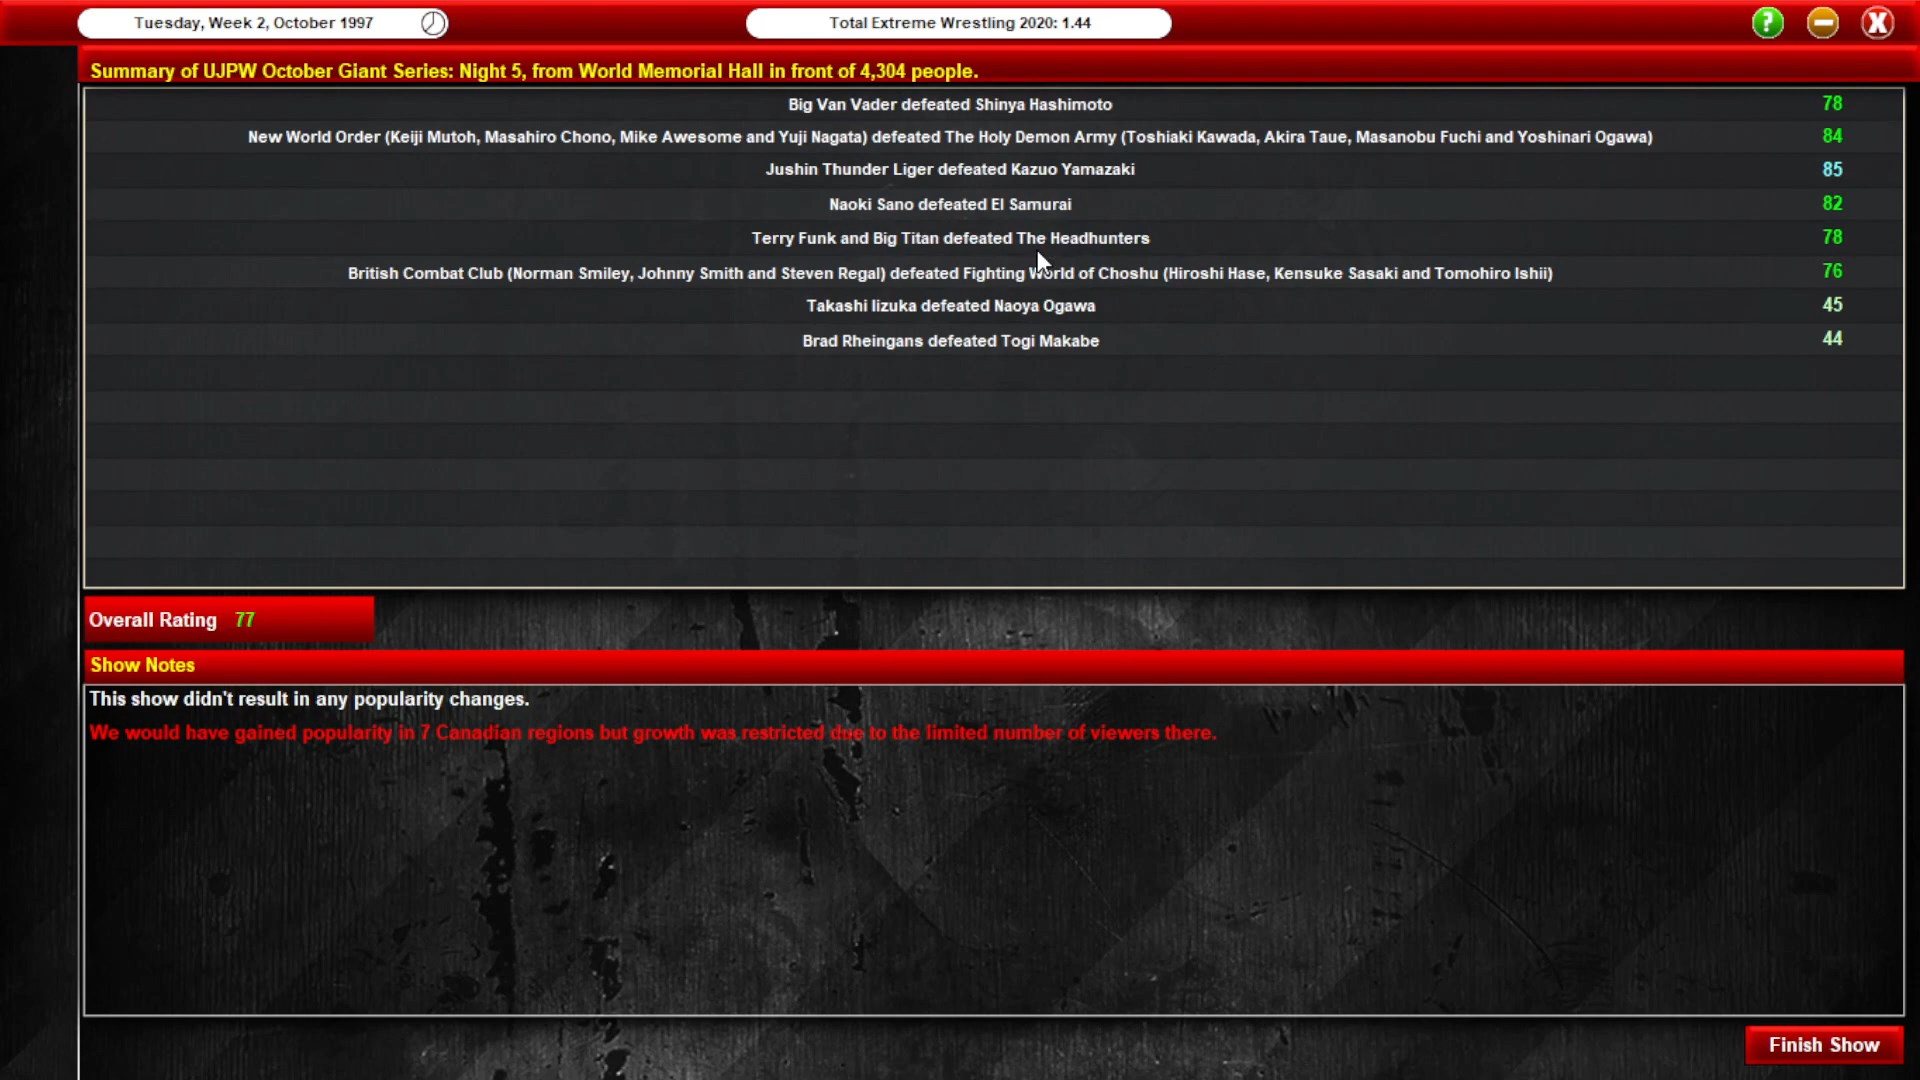 Tuesday, Week 2, October 1997
Total Extreme Wrestling 2020: 1.44
?
X
Summary of UJPW October Giant Series: Night 5, from World Memorial Hall in front of 4,304 people.
Big Van Vader defeated Shinya Hashimoto 78
New World Order (Keiji Mutoh, Masahiro Chono, Mike Awesome and Yuji Nagata) defeated The Holy Demon Army (Toshiaki Kawada, Akira Taue, Masanobu Fuchi and Yoshinari Ogawa) 84
Jushin Thunder Liger defeated Kazuo Yamazaki 85
Naoki Sano defeated El Samurai 82
Terry Funk and Big Titan defeated The Headhunters 78
British Combat Club (Norman Smiley, Johnny Smith and Steven Regal) defeated Fighting World of Choshu (Hiroshi Hase, Kensuke Sasaki and Tomohiro Ishii) 76
Takashi Iizuka defeated Naoya Ogawa 45
Brad Rheingans defeated Togi Makabe 44
Overall Rating 77
Show Notes
This show didn't result in any popularity changes.
We would have gained popularity in 7 Canadian regions but growth was restricted due to the limited number of viewers there.
Finish Show